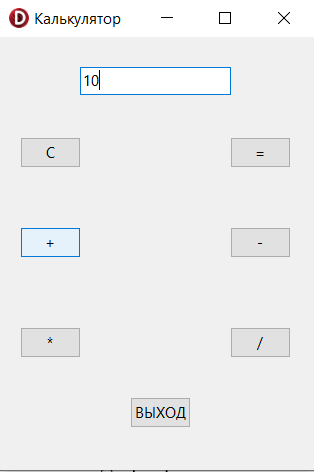 Калькулятор
10
C =
+ -
* /
ВЫХОД